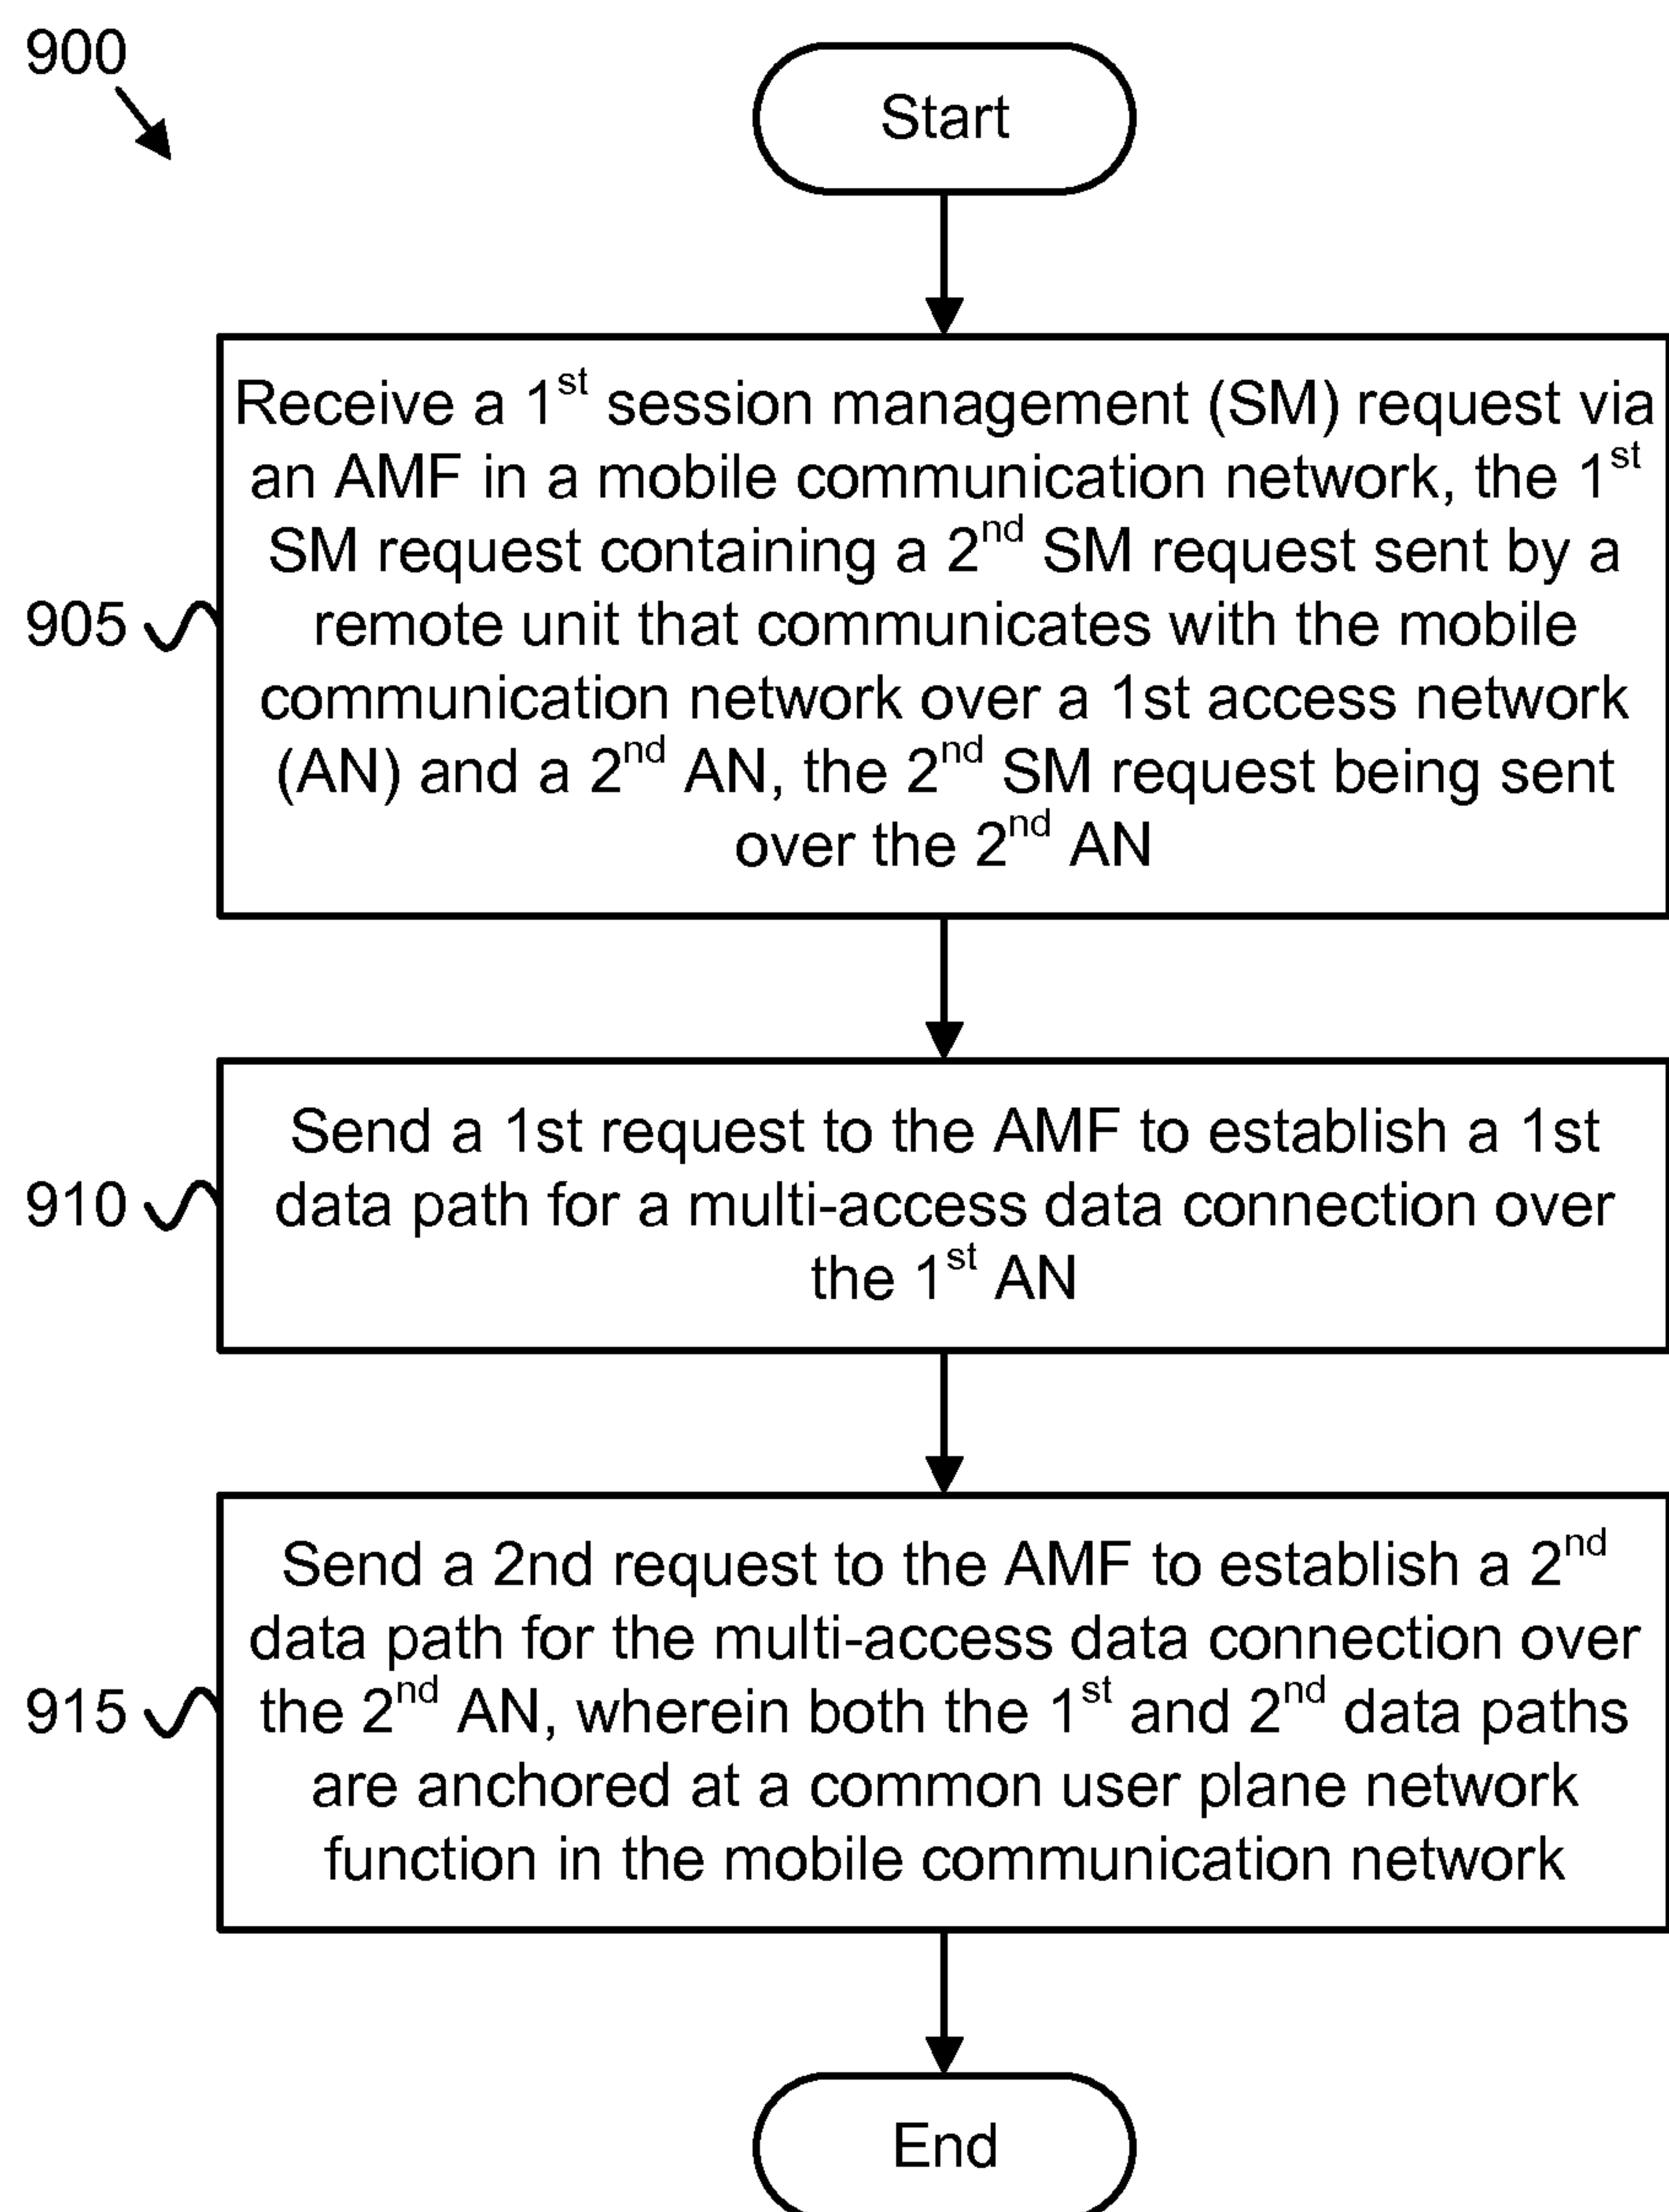 900
Start
Receive a 1st session management (SM) request via
an AMF in a mobile communication network, the 1st
SM request containing a 2nd SM request sent by a
905
remote unit that communicates with the mobile
communication network over a 1st access network
(AN) and a 2nd AN, the 2nd SM request being sent
over the 2nd AN
Send a 1st request to the AMF to establish a 1st
910
data path for a multi-access data connection over
the 1st AN
Send a 2nd request to the AMF to establish a 2nd
data path for the multi-access data connection over
915
the 2nd AN, wherein both the 1st and 2nd data paths
are anchored at a common user plane network
function in the mobile communication network
End